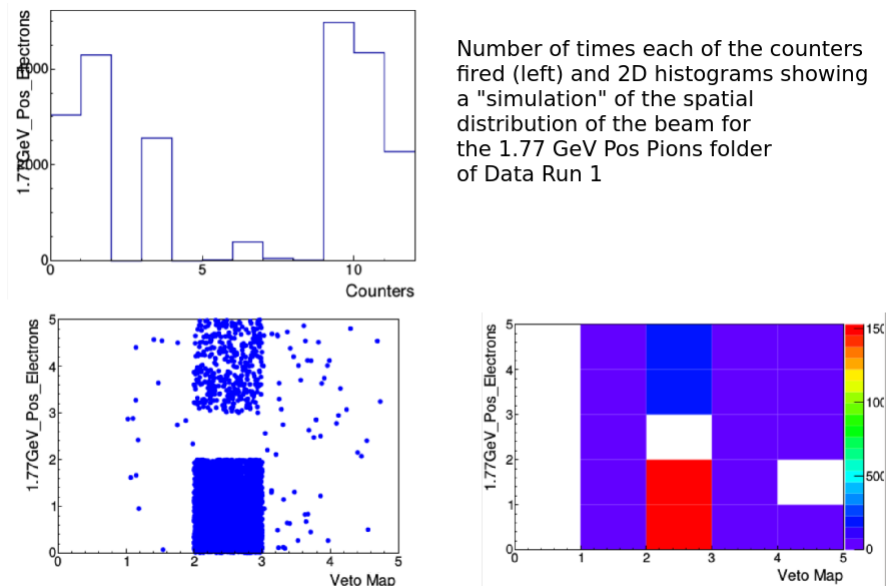 1.77GeV_Pos_Electrons
0
5
10
Counters
0
Number of times each of the counters
fired (left) and 2D histograms showing
a "simulation" of the spatial
distribution of the beam for
the 1.77 GeV Pos Pions folder
of Data Run 1
1.77GeV_Pos_Electrons
5
4
3
2
1
0
0
1
2
3
4
5
Veto Map
1.77GeV_Pos_Electrons
5
4
3
2
1
0
0
1
2
3
4
5
Veto Map
0